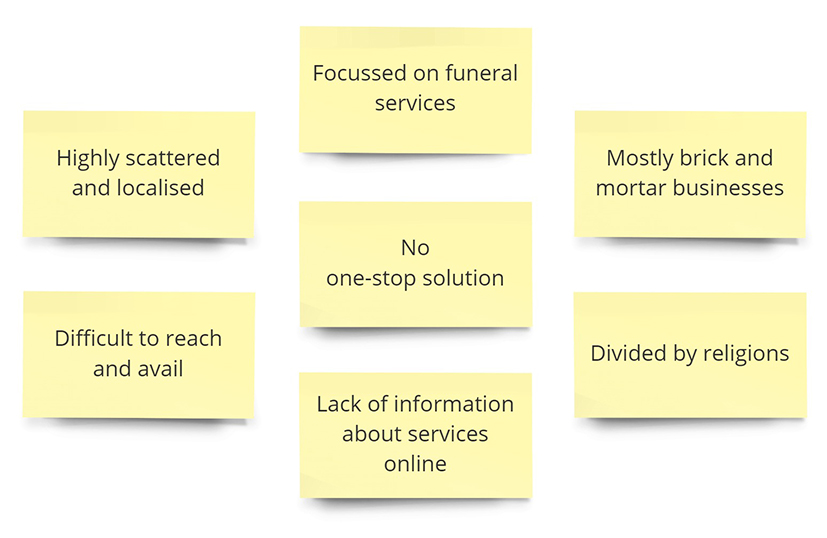 Focussed on funeral
services
Highly scattered
and localised
Mostly brick and
mortar businesses
No
one-stop solution
Difficult to reach
and avail
Divided by religions
Lack of information
about services
online